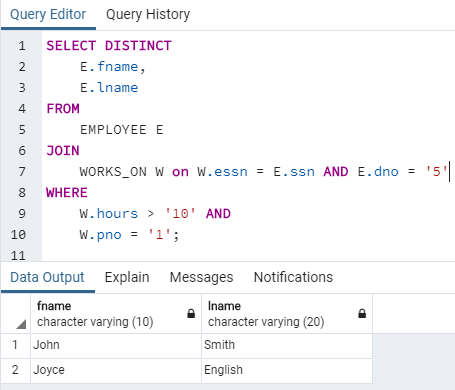 Query Editor Query History
1 SELECT DISTINCT
2 E.fname,
3 E.lname
4 FROM
5 EMPLOYEE E
6 JOIN
7 WORKS_ON W on W.essn = E.ssn AND E.dno = '5'
8 WHERE
9 W.hours > '10' AND
10 W.pno = '1';
11
Data Output Explain Messages Notifications
fname lname
character varying (10) character varying (20)
1 John Smith
2 Joyce English